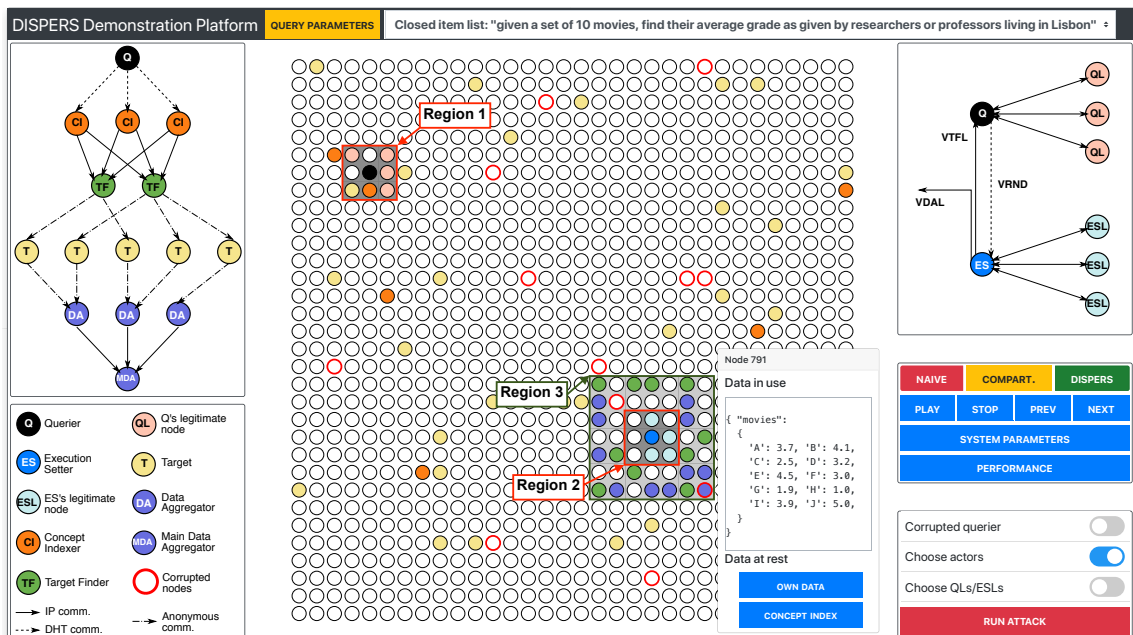 DISPERS Demonstration Platform
QUERY PARAMETERS
Closed item list: "given a set of 10 movies, find their average grade as given by researchers or professors living in Lisbon"
Q
CI CI CI
TF TF
T T T T T
DA DA DA
MDA
Q Querier
QL Q's legitimate node
ES Execution Setter
T Target
ESL ES's legitimate node
DA Data Aggregator
CI Concept Indexer
MDA Main Data Aggregator
TF Target Finder
Corrupted nodes
IP comm.
DHT comm.
Anonymous comm.
Region 1
Region 3
Region 2
Node 791
Data in use
{ "movies":
{
'A': 3.7, 'B': 4.1,
'C': 2.5, 'D': 3.2,
'E': 4.5, 'F': 3.0,
'G': 1.9, 'H': 1.0,
'I': 3.9, 'J': 5.0,
}
}
Data at rest
OWN DATA
CONCEPT INDEX
QL
Q
QL
VTFL
QL
VRND
VDAL
ESL
ES
ESL
ESL
NAIVE COMPART. DISPERS
PLAY STOP PREV NEXT
SYSTEM PARAMETERS
PERFORMANCE
Corrupted querier
Choose actors
Choose QLs/ESLs
RUN ATTACK